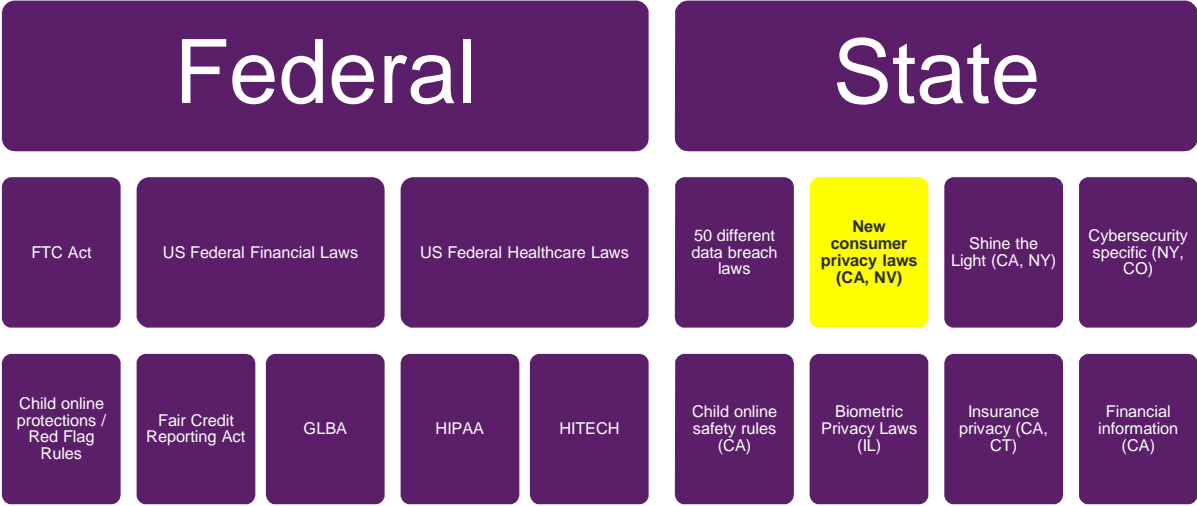 Federal
State
FTC Act
US Federal Financial Laws
US Federal Healthcare Laws
50 different
data breach
laws
New
consumer
privacy laws
(CA, NV)
Shine the
Light (CA, NY)
Cybersecurity
specific (NY,
CO)
Child online
protections /
Red Flag
Rules
Fair Credit
Reporting Act
GLBA
HIPAA
HITECH
Child online
safety rules
(CA)
Biometric
Privacy Laws
(IL)
Insurance
privacy (CA,
CT)
Financial
information
(CA)